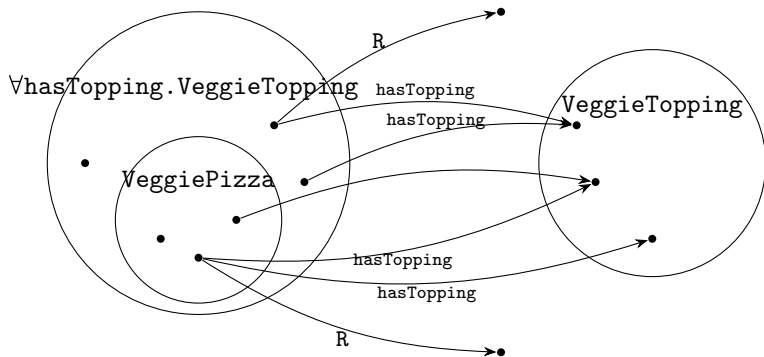 R
∀hasTopping.VeggieTopping
hasTopping
VeggieTopping
hasTopping
VeggiePizza
hasTopping
hasTopping
R